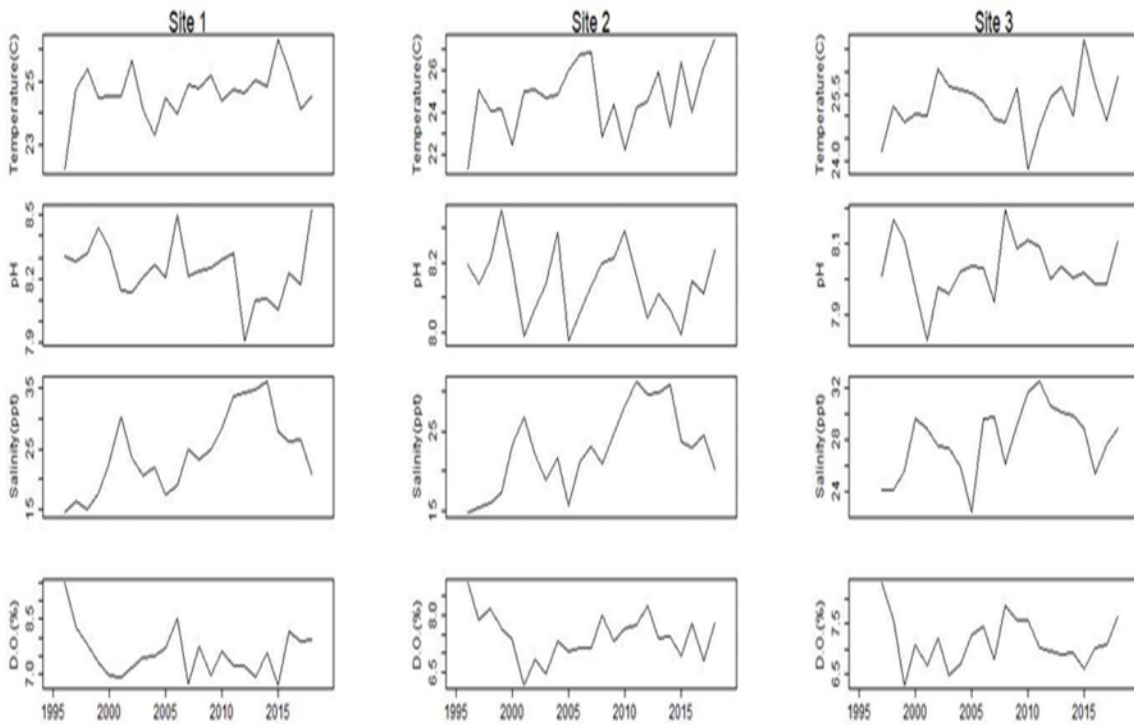 Site 1
Temperature(C)
25
23
pH
8.5
8.2
7.9
Salinity(ppt)
35
25
15
D.O.(%)
8.5
7.0
1995 2000 2005 2010 2015
Site 2
Temperature(C)
26
24
22
pH
8.2
8.0
Salinity(ppt)
25
15
D.O.(%)
8.0
6.5
1995 2000 2005 2010 2015
Site 3
Temperature(C)
25.5
24.0
pH
8.1
7.9
Salinity(ppt)
32
28
24
D.O.(%)
7.5
6.5
1995 2000 2005 2010 2015